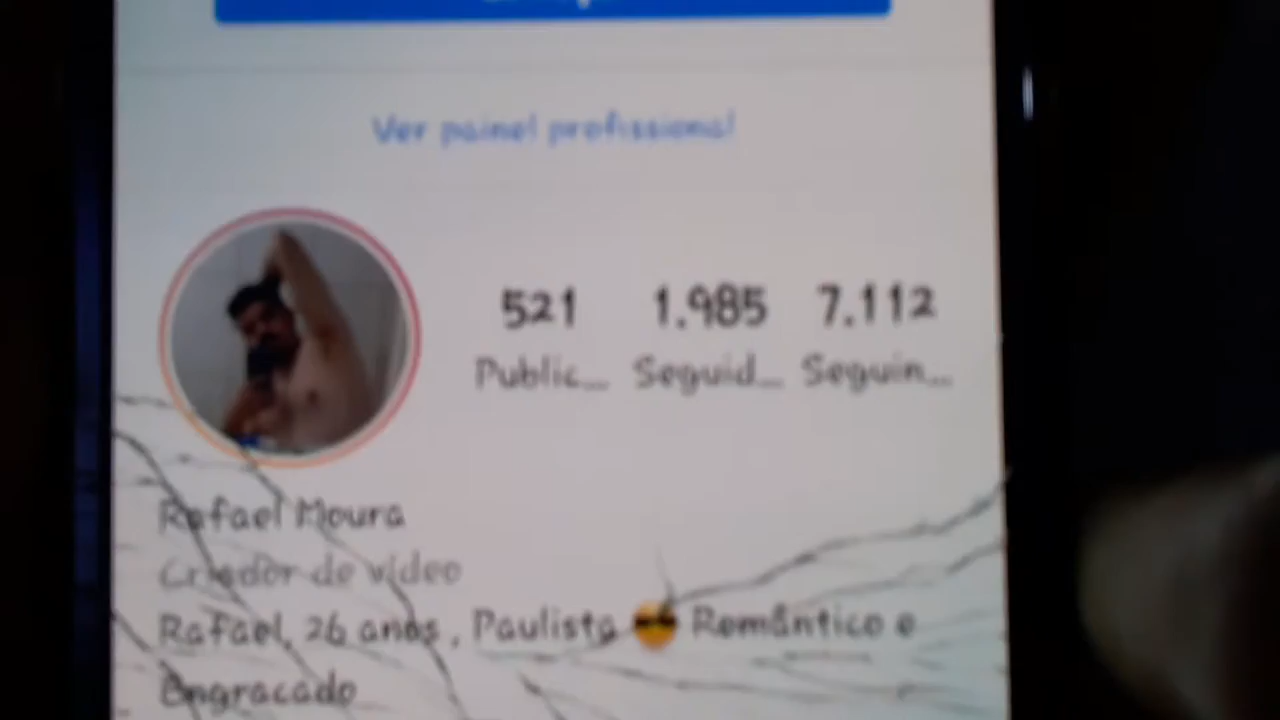 Ver painel profissional
521 1.985 7.112
Public... Seguid... Seguin...
Rafael Moura
Criador de vídeo
Rafael, 26 anos, Paulista 😎 Romântico e
Engraçado